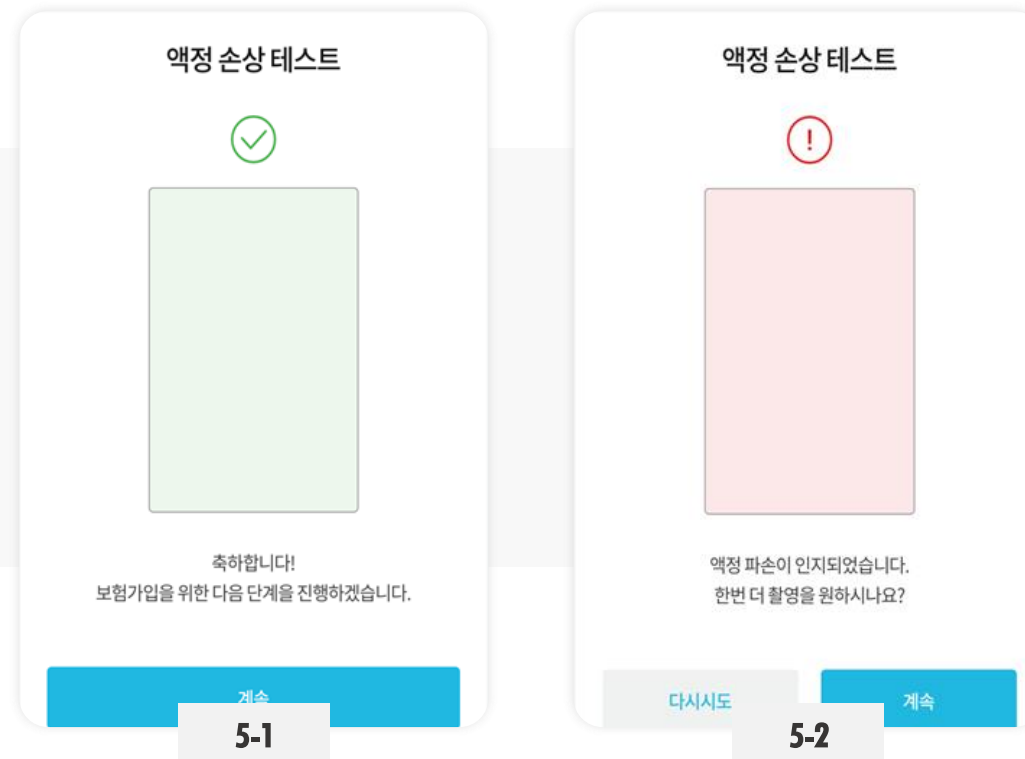 액정 손상 테스트
축하합니다!
보험가입을 위한 다음 단계을 진행하겠습니다.
계속
5-1
액정 손상 테스트
!
액정 파손이 인지되었습니다.
한번 더 촬영을 원하시나요?
다시시도
계속
5-2